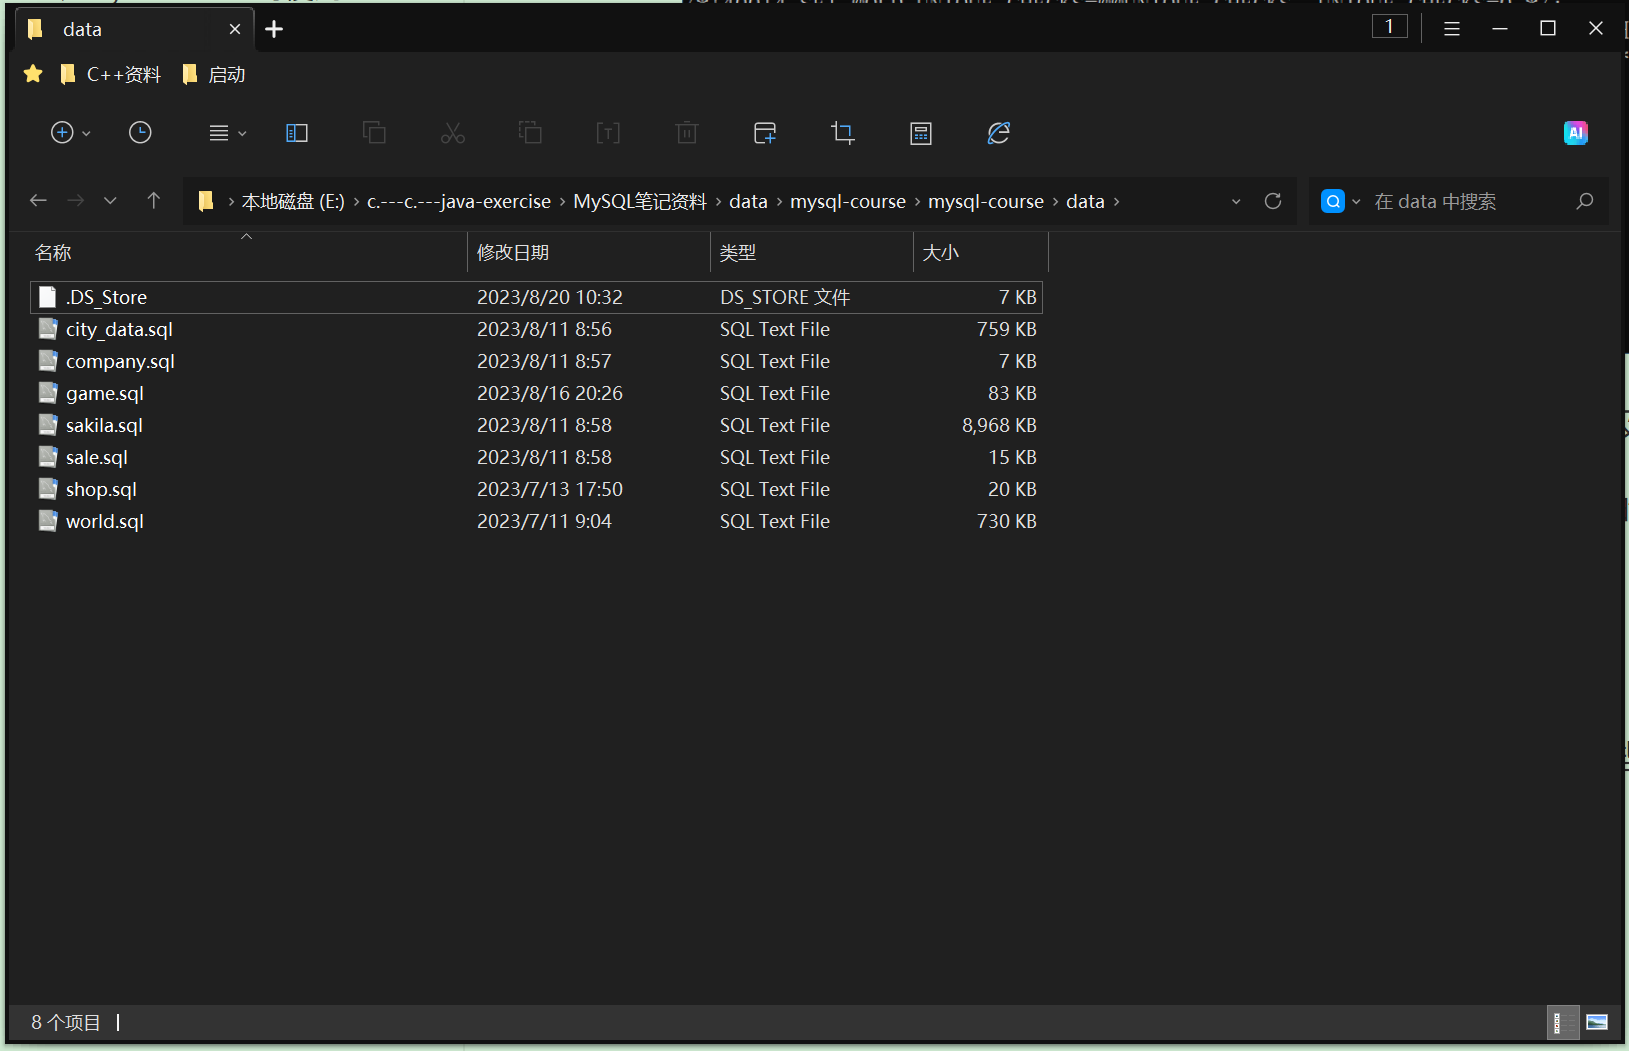 data
1
C++资料 启动
AI
本地磁盘 (E:) › c.---c.---java-exercise › MySQL笔记资料 › data › mysql-course › mysql-course › data ›
在 data 中搜索
名称 修改日期 类型 大小
.DS_Store 2023/8/20 10:32 DS_STORE 文件 7 KB
city_data.sql 2023/8/11 8:56 SQL Text File 759 KB
company.sql 2023/8/11 8:57 SQL Text File 7 KB
game.sql 2023/8/16 20:26 SQL Text File 83 KB
sakila.sql 2023/8/11 8:58 SQL Text File 8,968 KB
sale.sql 2023/8/11 8:58 SQL Text File 15 KB
shop.sql 2023/7/13 17:50 SQL Text File 20 KB
world.sql 2023/7/11 9:04 SQL Text File 730 KB
8 个项目